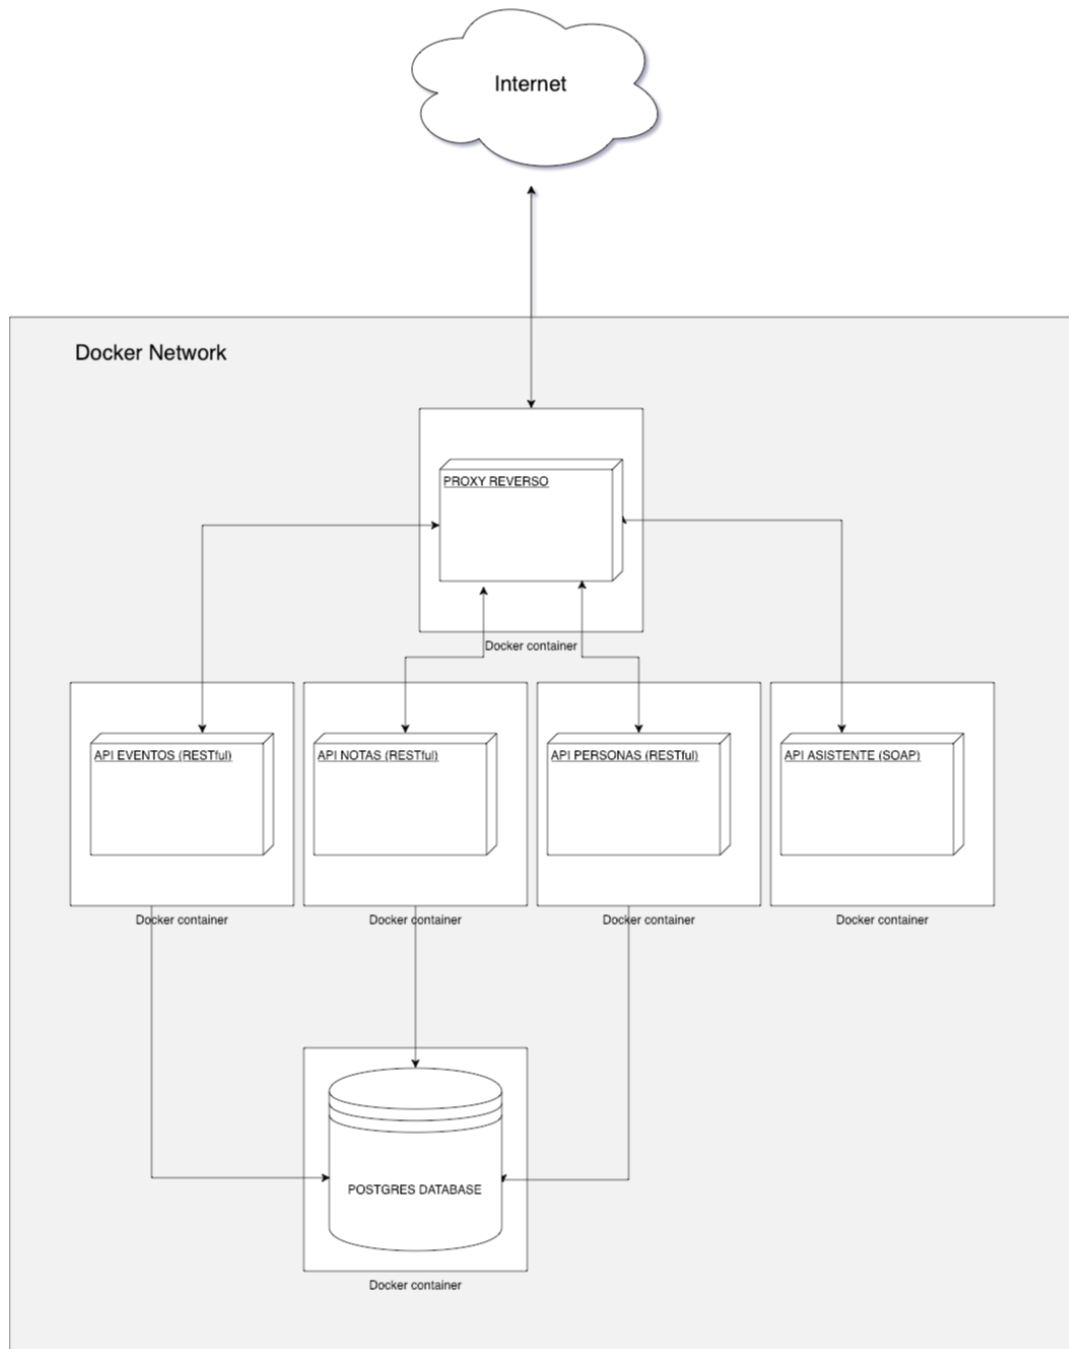 Internet
Docker Network
PROXY REVERSO
Docker container
API EVENTOS (RESTful)
API NOTAS (RESTful)
API PERSONAS (RESTful)
API ASISTENTE (SOAP)
Docker container
Docker container
Docker container
Docker container
POSTGRES DATABASE
Docker container